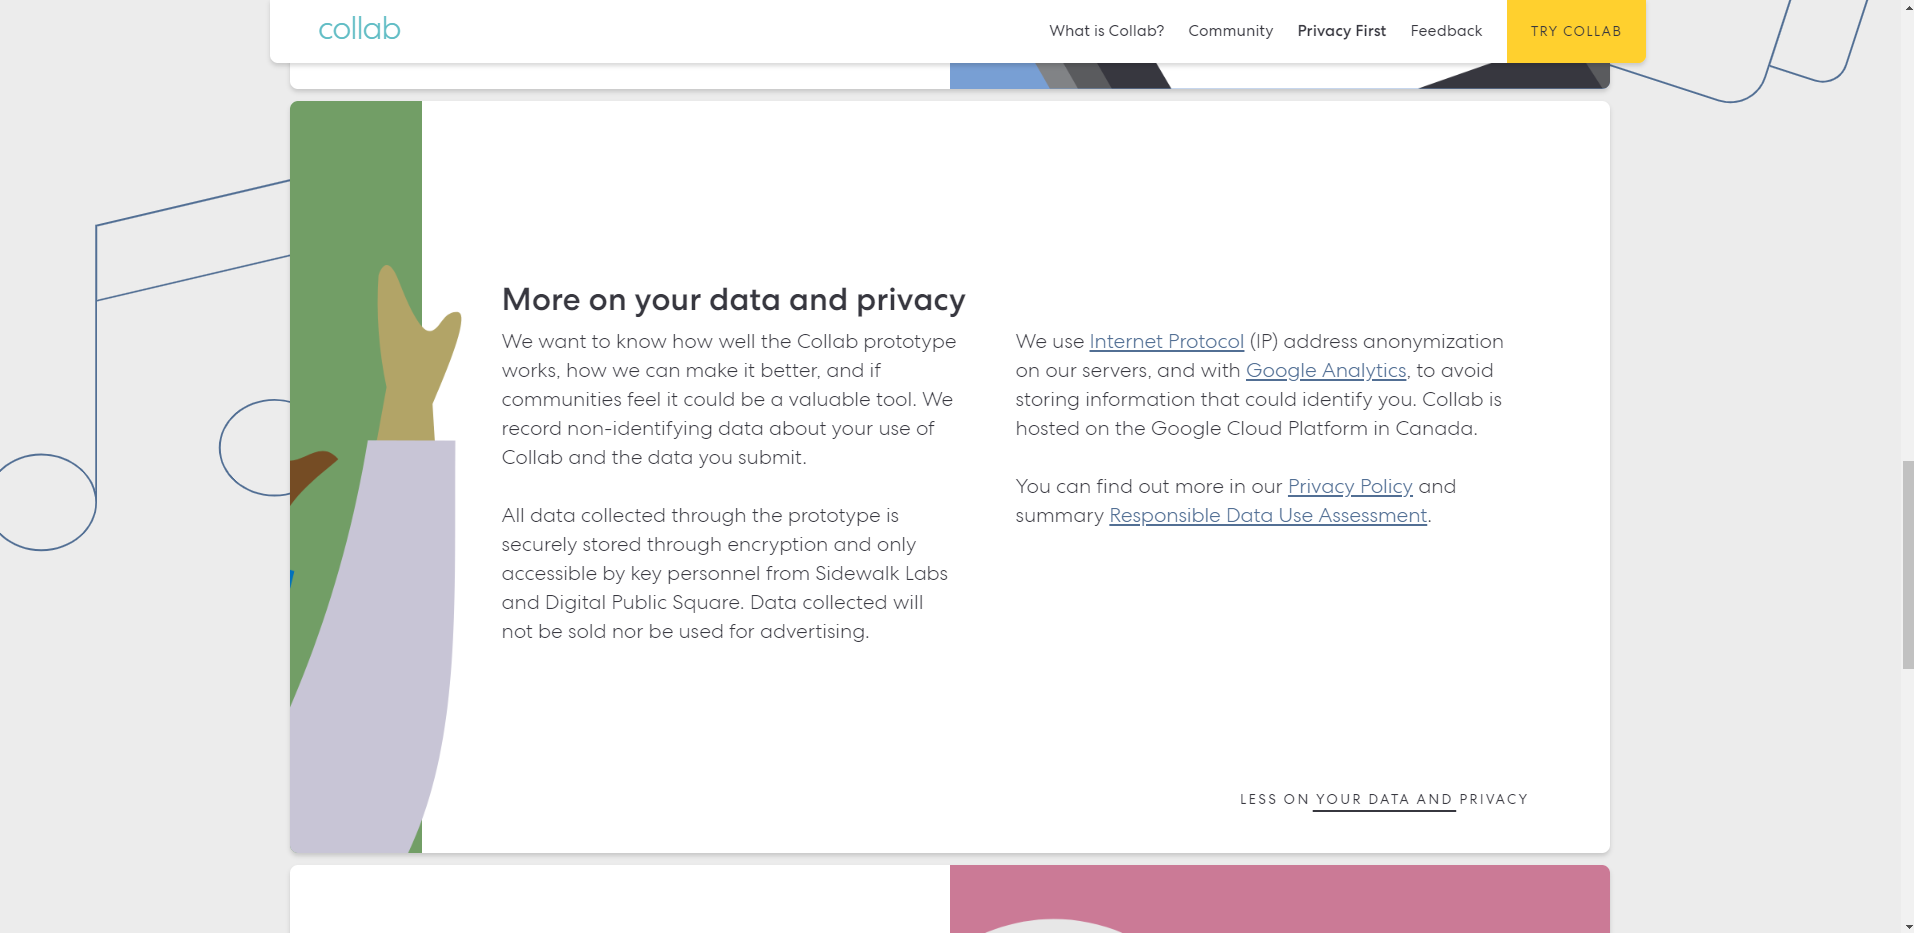 collab
What is Collab?
Community
Privacy First
Feedback
TRY COLLAB
More on your data and privacy
We want to know how well the Collab prototype
works, how we can make it better, and if
communities feel it could be a valuable tool. We
record non-identifying data about your use of
Collab and the data you submit.
All data collected through the prototype is
securely stored through encryption and only
accessible by key personnel from Sidewalk Labs
and Digital Public Square. Data collected will
not be sold nor be used for advertising.
We use Internet Protocol (IP) address anonymization
on our servers, and with Google Analytics, to avoid
storing information that could identify you. Collab is
hosted on the Google Cloud Platform in Canada.
You can find out more in our Privacy Policy and
summary Responsible Data Use Assessment.
LESS ON YOUR DATA AND PRIVACY